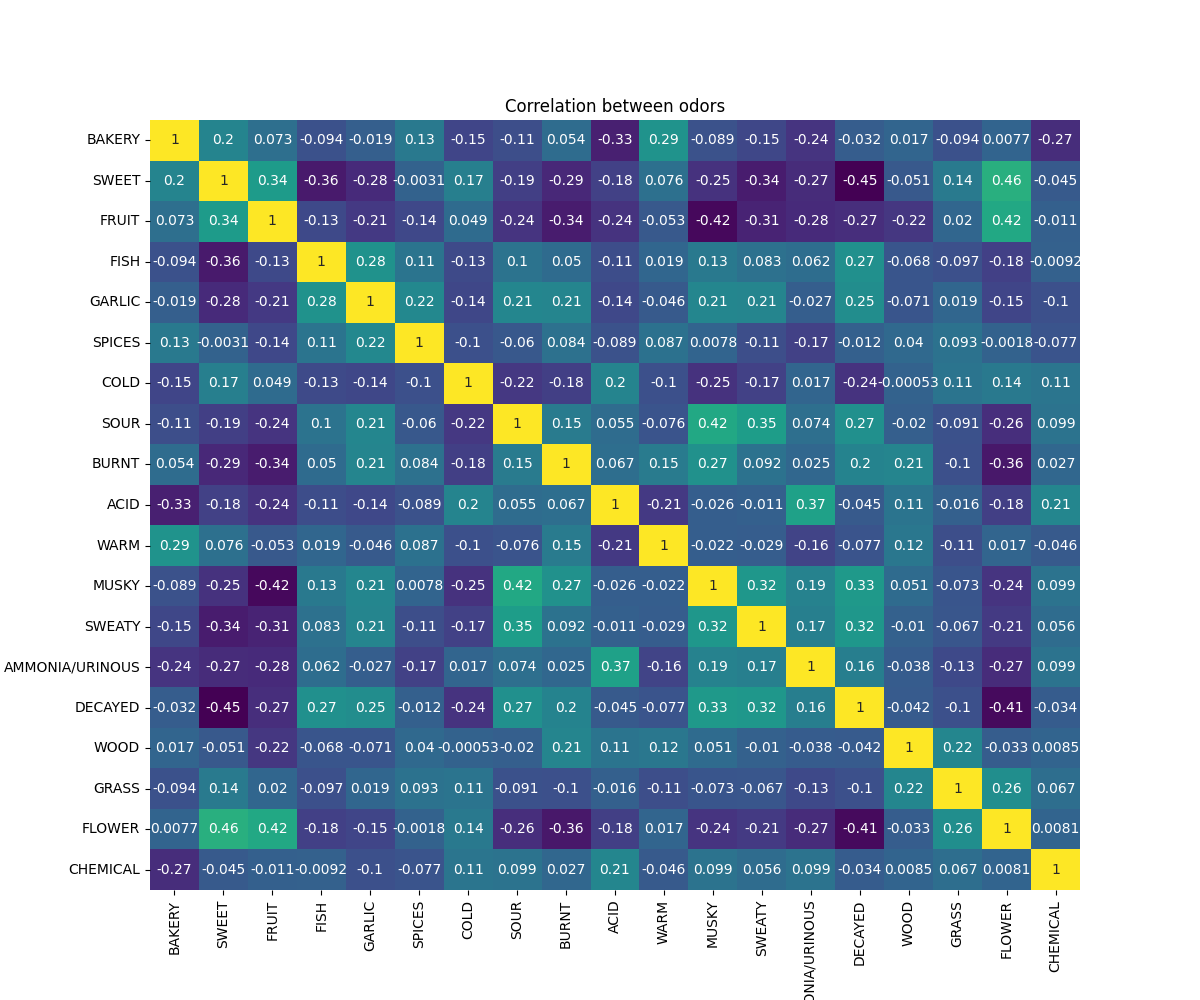 Correlation between odors
BAKERY 1 0.2 0.073 -0.094 -0.019 0.13 -0.15 -0.11 0.054 -0.33 0.29 -0.089 -0.15 -0.24 -0.032 0.017 -0.094 0.0077 -0.27
SWEET 0.2 1 0.34 -0.36 -0.28 -0.0031 0.17 -0.19 -0.29 -0.18 0.076 -0.25 -0.34 -0.27 -0.45 -0.051 0.14 0.46 -0.045
FRUIT 0.073 0.34 1 -0.13 -0.21 -0.14 0.049 -0.24 -0.34 -0.24 -0.053 -0.42 -0.31 -0.28 -0.27 -0.22 0.02 0.42 -0.011
FISH -0.094 -0.36 -0.13 1 0.28 0.11 -0.13 0.1 0.05 -0.11 0.019 0.13 0.083 0.062 0.27 -0.068 -0.097 -0.18 -0.0092
GARLIC -0.019 -0.28 -0.21 0.28 1 0.22 -0.14 0.21 0.21 -0.14 -0.046 0.21 0.21 -0.027 0.25 -0.071 0.019 -0.15 -0.1
SPICES 0.13 -0.0031 -0.14 0.11 0.22 1 -0.1 -0.06 0.084 -0.089 0.087 0.0078 -0.11 -0.17 -0.012 0.04 0.093 -0.0018 -0.077
COLD -0.15 0.17 0.049 -0.13 -0.14 -0.1 1 -0.22 -0.18 0.2 -0.1 -0.25 -0.17 0.017 -0.24 -0.00053 0.11 0.14 0.11
SOUR -0.11 -0.19 -0.24 0.1 0.21 -0.06 -0.22 1 0.15 0.055 -0.076 0.42 0.35 0.074 0.27 -0.02 -0.091 -0.26 0.099
BURNT 0.054 -0.29 -0.34 0.05 0.21 0.084 -0.18 0.15 1 0.067 0.15 0.27 0.092 0.025 0.2 0.21 -0.1 -0.36 0.027
ACID -0.33 -0.18 -0.24 -0.11 -0.14 -0.089 0.2 0.055 0.067 1 -0.21 -0.026 -0.011 0.37 -0.045 0.11 -0.016 -0.18 0.21
WARM 0.29 0.076 -0.053 0.019 -0.046 0.087 -0.1 -0.076 0.15 -0.21 1 -0.022 -0.029 -0.16 -0.077 0.12 -0.11 0.017 -0.046
MUSKY -0.089 -0.25 -0.42 0.13 0.21 0.0078 -0.25 0.42 0.27 -0.026 -0.022 1 0.32 0.19 0.33 0.051 -0.073 -0.24 0.099
SWEATY -0.15 -0.34 -0.31 0.083 0.21 -0.11 -0.17 0.35 0.092 -0.011 -0.029 0.32 1 0.17 0.32 -0.01 -0.067 -0.21 0.056
AMMONIA/URINOUS -0.24 -0.27 -0.28 0.062 -0.027 -0.17 0.017 0.074 0.025 0.37 -0.16 0.19 0.17 1 0.16 -0.038 -0.13 -0.27 0.099
DECAYED -0.032 -0.45 -0.27 0.27 0.25 -0.012 -0.24 0.27 0.2 -0.045 -0.077 0.33 0.32 0.16 1 -0.042 -0.1 -0.41 -0.034
WOOD 0.017 -0.051 -0.22 -0.068 -0.071 0.04 -0.00053 -0.02 0.21 0.11 0.12 0.051 -0.01 -0.038 -0.042 1 0.22 -0.033 0.0085
GRASS -0.094 0.14 0.02 -0.097 0.019 0.093 0.11 -0.091 -0.1 -0.016 -0.11 -0.073 -0.067 -0.13 -0.1 0.22 1 0.26 0.067
FLOWER 0.0077 0.46 0.42 -0.18 -0.15 -0.0018 0.14 -0.26 -0.36 -0.18 0.017 -0.24 -0.21 -0.27 -0.41 -0.033 0.26 1 0.0081
CHEMICAL -0.27 -0.045 -0.011 -0.0092 -0.1 -0.077 0.11 0.099 0.027 0.21 -0.046 0.099 0.056 0.099 -0.034 0.0085 0.067 0.0081 1
BAKERY SWEET FRUIT FISH GARLIC SPICES COLD SOUR BURNT ACID WARM MUSKY SWEATY ONIA/URINOUS DECAYED WOOD GRASS FLOWER CHEMICAL